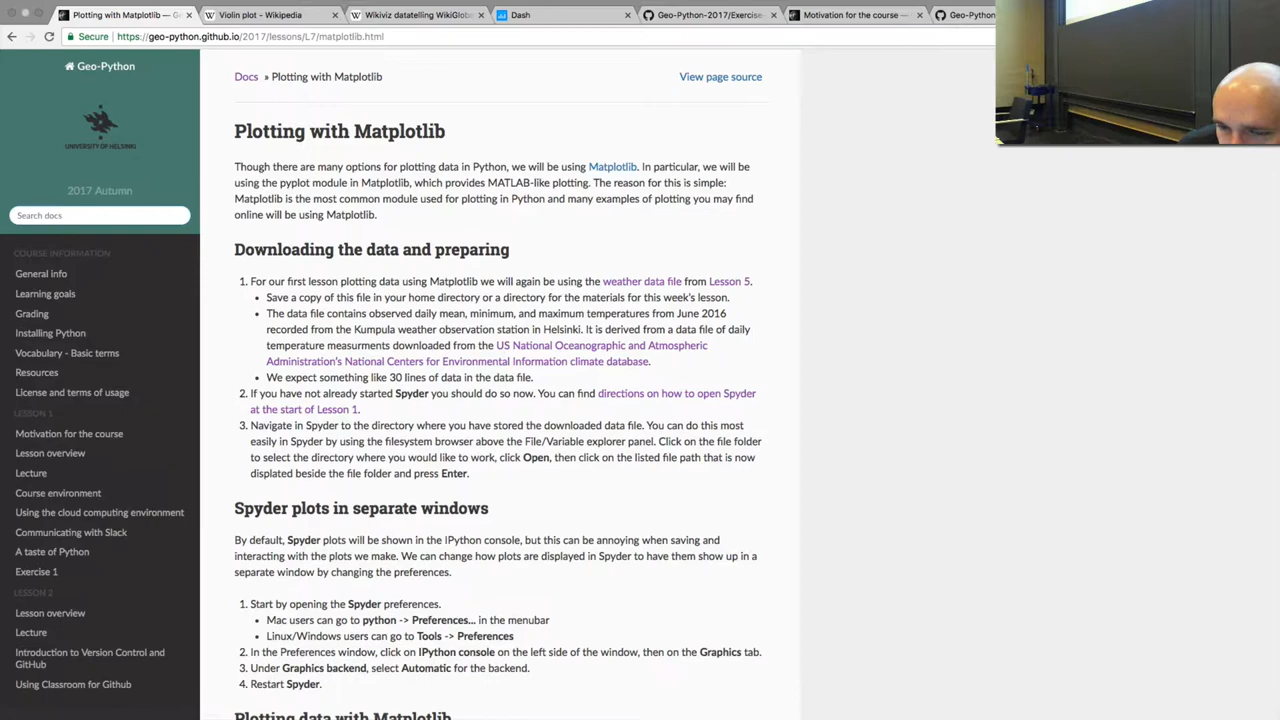 Plotting with Matplotlib — G
Violin plot - Wikipedia
Wikiviz datatelling WikiGlobe
Dash
Geo-Python-2017/Exercise-
Motivation for the course —
Geo-Python
Secure
https://geo-python.github.io/2017/lessons/L7/matplotlib.html
Geo-Python
UNIVERSITY OF HELSINKI
2017 Autumn
Search docs
COURSE INFORMATION
General info
Learning goals
Grading
Installing Python
Vocabulary - Basic terms
Resources
License and terms of usage
LESSON 1
Motivation for the course
Lesson overview
Lecture
Course environment
Using the cloud computing environment
Communicating with Slack
A taste of Python
Exercise 1
LESSON 2
Lesson overview
Lecture
Introduction to Version Control and
GitHub
Using Classroom for Github
Docs » Plotting with Matplotlib
View page source
Plotting with Matplotlib
Though there are many options for plotting data in Python, we will be using Matplotlib. In particular, we will be
using the pyplot module in Matplotlib, which provides MATLAB-like plotting. The reason for this is simple:
Matplotlib is the most common module used for plotting in Python and many examples of plotting you may find
online will be using Matplotlib.
Downloading the data and preparing
1. For our first lesson plotting data using Matplotlib we will again be using the weather data file from Lesson 5.
• Save a copy of this file in your home directory or a directory for the materials for this week's lesson.
• The data file contains observed daily mean, minimum, and maximum temperatures from June 2016
recorded from the Kumpula weather observation station in Helsinki. It is derived from a data file of daily
temperature measurments downloaded from the US National Oceanographic and Atmospheric
Administration's National Centers for Environmental Information climate database.
• We expect something like 30 lines of data in the data file.
2. If you have not already started Spyder you should do so now. You can find directions on how to open Spyder
at the start of Lesson 1.
3. Navigate in Spyder to the directory where you have stored the downloaded data file. You can do this most
easily in Spyder by using the filesystem browser above the File/Variable explorer panel. Click on the file folder
to select the directory where you would like to work, click Open, then click on the listed file path that is now
displated beside the file folder and press Enter.
Spyder plots in separate windows
By default, Spyder plots will be shown in the IPython console, but this can be annoying when saving and
interacting with the plots we make. We can change how plots are displayed in Spyder to have them show up in a
separate window by changing the preferences.
1. Start by opening the Spyder preferences.
• Mac users can go to python -> Preferences... in the menubar
• Linux/Windows users can go to Tools -> Preferences
2. In the Preferences window, click on IPython console on the left side of the window, then on the Graphics tab.
3. Under Graphics backend, select Automatic for the backend.
4. Restart Spyder.
Plotting data with Matplotlib